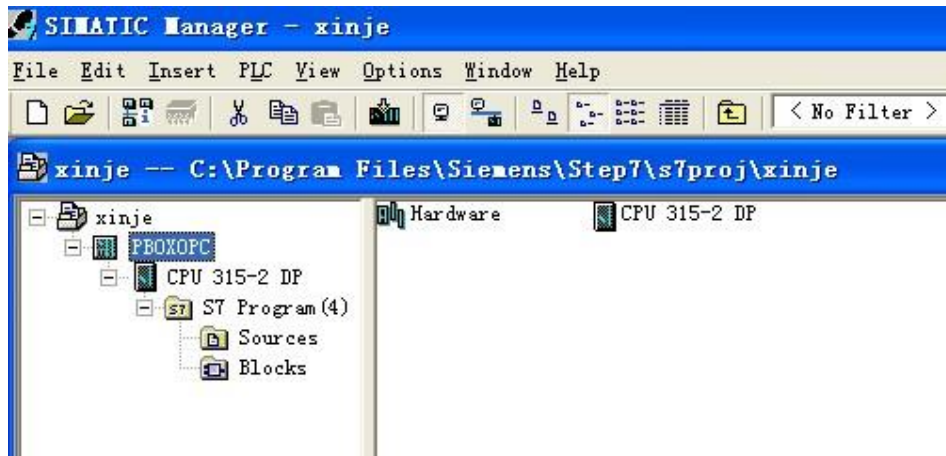 SIMATIC Manager - xinje
File Edit Insert PLC View Options Window Help
< No Filter >
xinje -- C:\Program Files\Siemens\Step7\s7proj\xinje
xinje
PBOXOPC
CPU 315-2 DP
S7 Program(4)
Sources
Blocks
Hardware CPU 315-2 DP